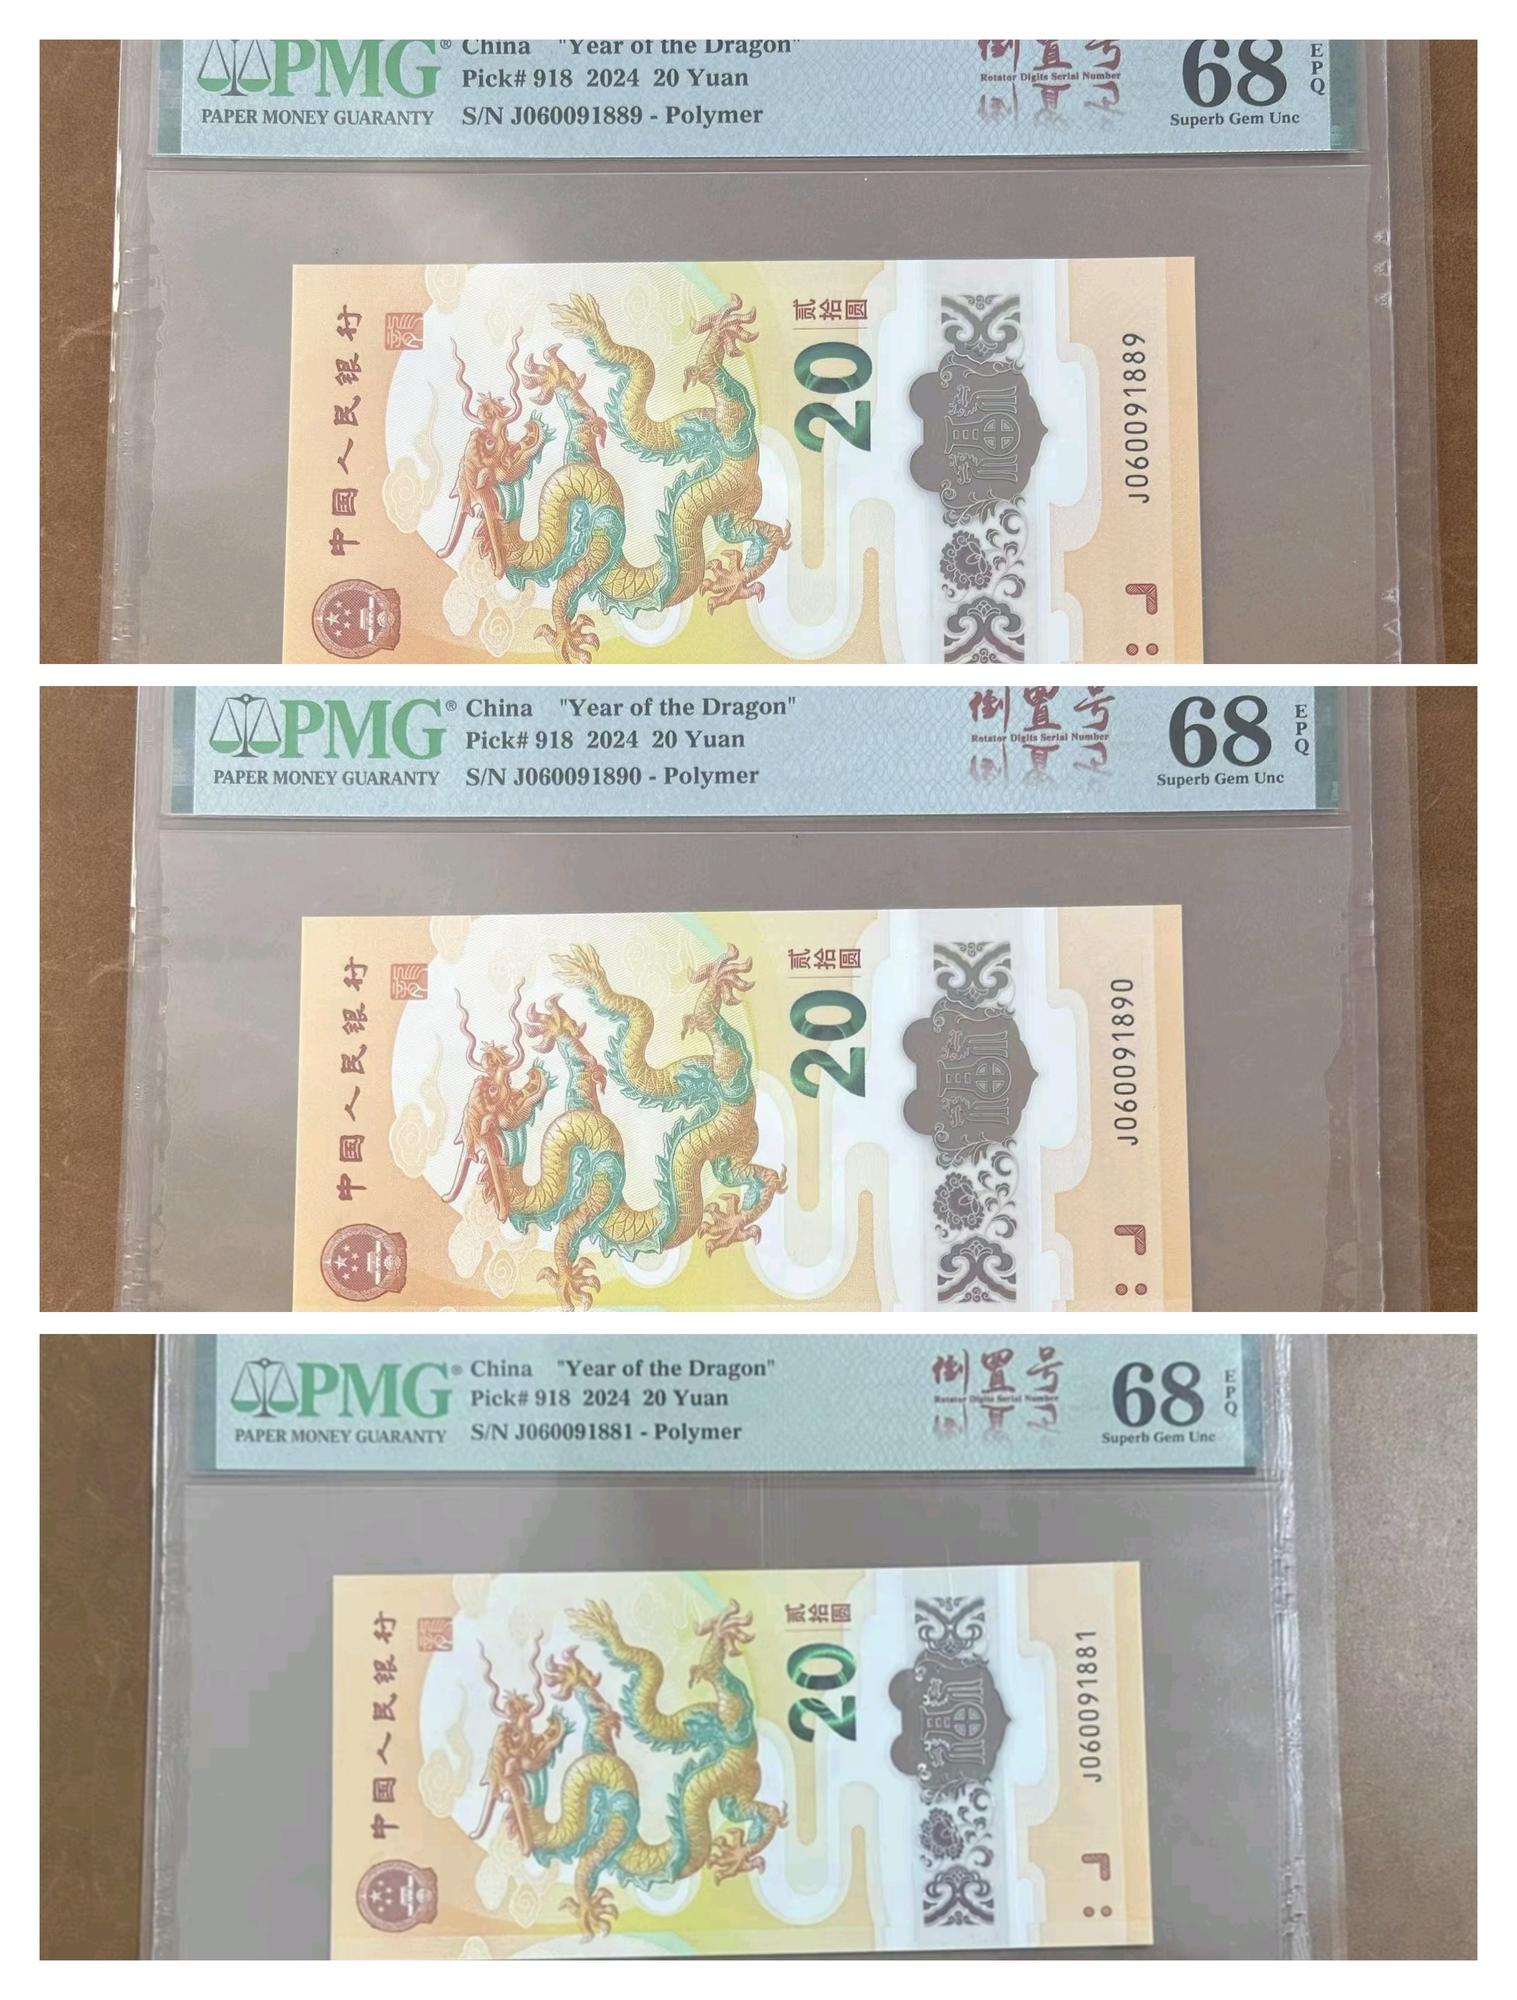 PMG®
PAPER MONEY GUARANTY
China "Year of the Dragon"
Pick# 918 2024 20 Yuan
S/N J060091889 - Polymer
倒置号
Rotator Digits Serial Number
68
EPQ
Superb Gem Unc
中国人民银行
贰拾圆
20
J060091889
PMG®
PAPER MONEY GUARANTY
China "Year of the Dragon"
Pick# 918 2024 20 Yuan
S/N J060091890 - Polymer
倒置号
Rotator Digits Serial Number
68
EPQ
Superb Gem Unc
中国人民银行
贰拾圆
20
J060091890
PMG®
PAPER MONEY GUARANTY
China "Year of the Dragon"
Pick# 918 2024 20 Yuan
S/N J060091881 - Polymer
倒置号
Rotator Digits Serial Number
68
EPQ
Superb Gem Unc
中国人民银行
贰拾圆
20
J060091881